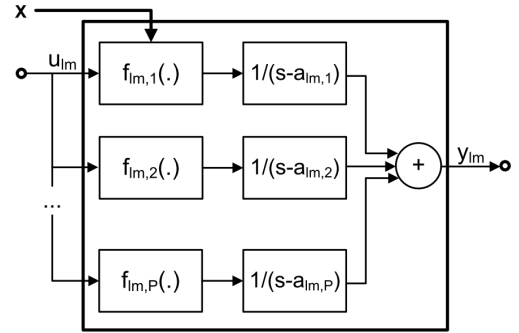 x
u_lm
f_lm,1(.) 1/(s-a_lm,1)
f_lm,2(.) 1/(s-a_lm,2) + y_lm
...
f_lm,P(.) 1/(s-a_lm,P)